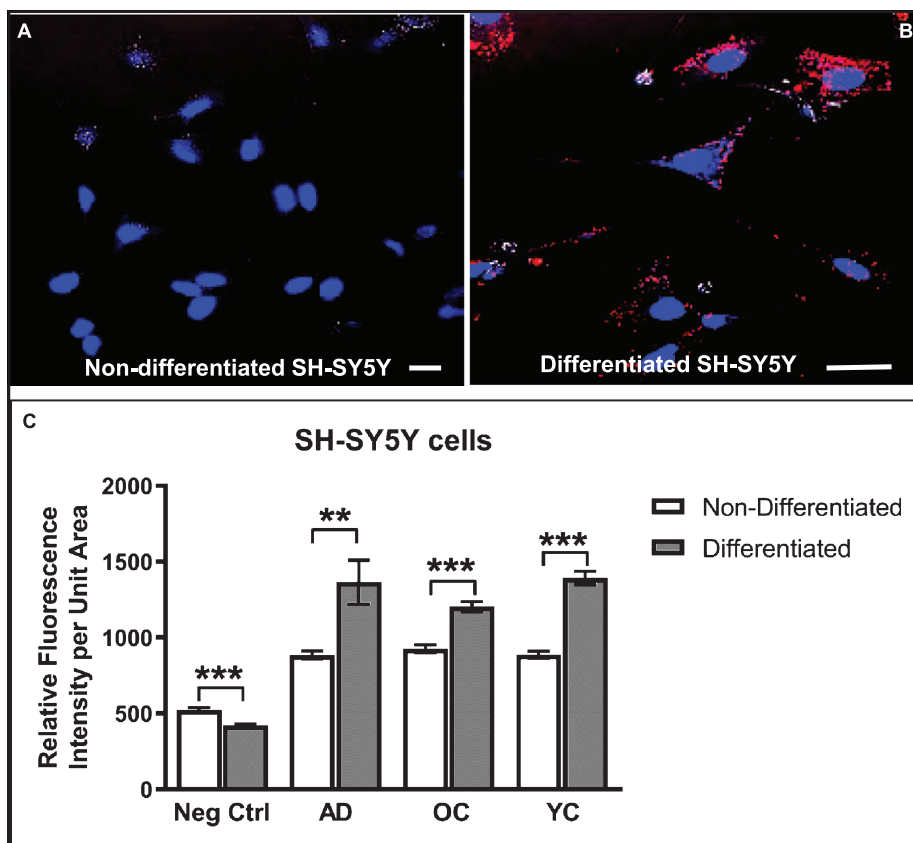 A
B
Non-differentiated SH-SY5Y
Differentiated SH-SY5Y
C
SH-SY5Y cells
Relative Fluorescence
Intensity per Unit Area
2000
1500
1000
500
0
***
**
***
***
Neg Ctrl
AD
OC
YC
Non-Differentiated
Differentiated